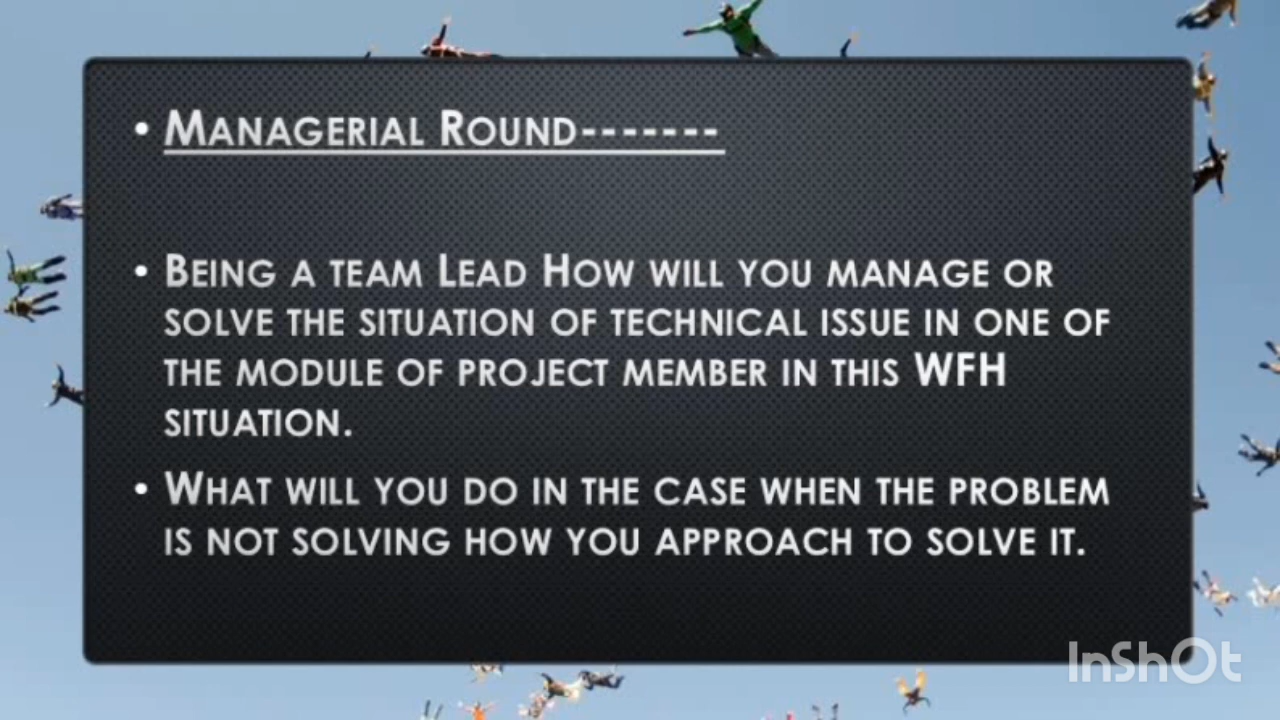 • Managerial Round-------
• Being a team Lead How will you manage or
solve the situation of technical issue in one of
the module of project member in this WFH
situation.
• What will you do in the case when the problem
is not solving how you approach to solve it.
InShOt